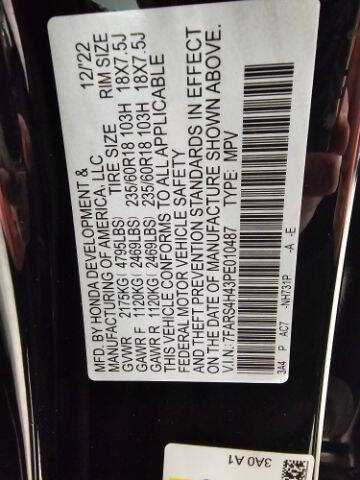 MFD. BY HONDA DEVELOPMENT & 12/'22
MANUFACTURING OF AMERICA, LLC
TIRE SIZE RIM SIZE
GVWR 2175KG( 4795LBS)
GAWR F 1120KG( 2469LBS) 235/60R18 103H 18X7.5J
GAWR R 1120KG( 2469LBS) 235/60R18 103H 18X7.5J
THIS VEHICLE CONFORMS TO ALL APPLICABLE
FEDERAL MOTOR VEHICLE SAFETY
AND THEFT PREVENTION STANDARDS IN EFFECT
ON THE DATE OF MANUFACTURE SHOWN ABOVE.
V.I.N: 7FARS4H43PE010487 TYPE: MPV
3A4 P AC7 -NH731P -A -E
3A0 A1